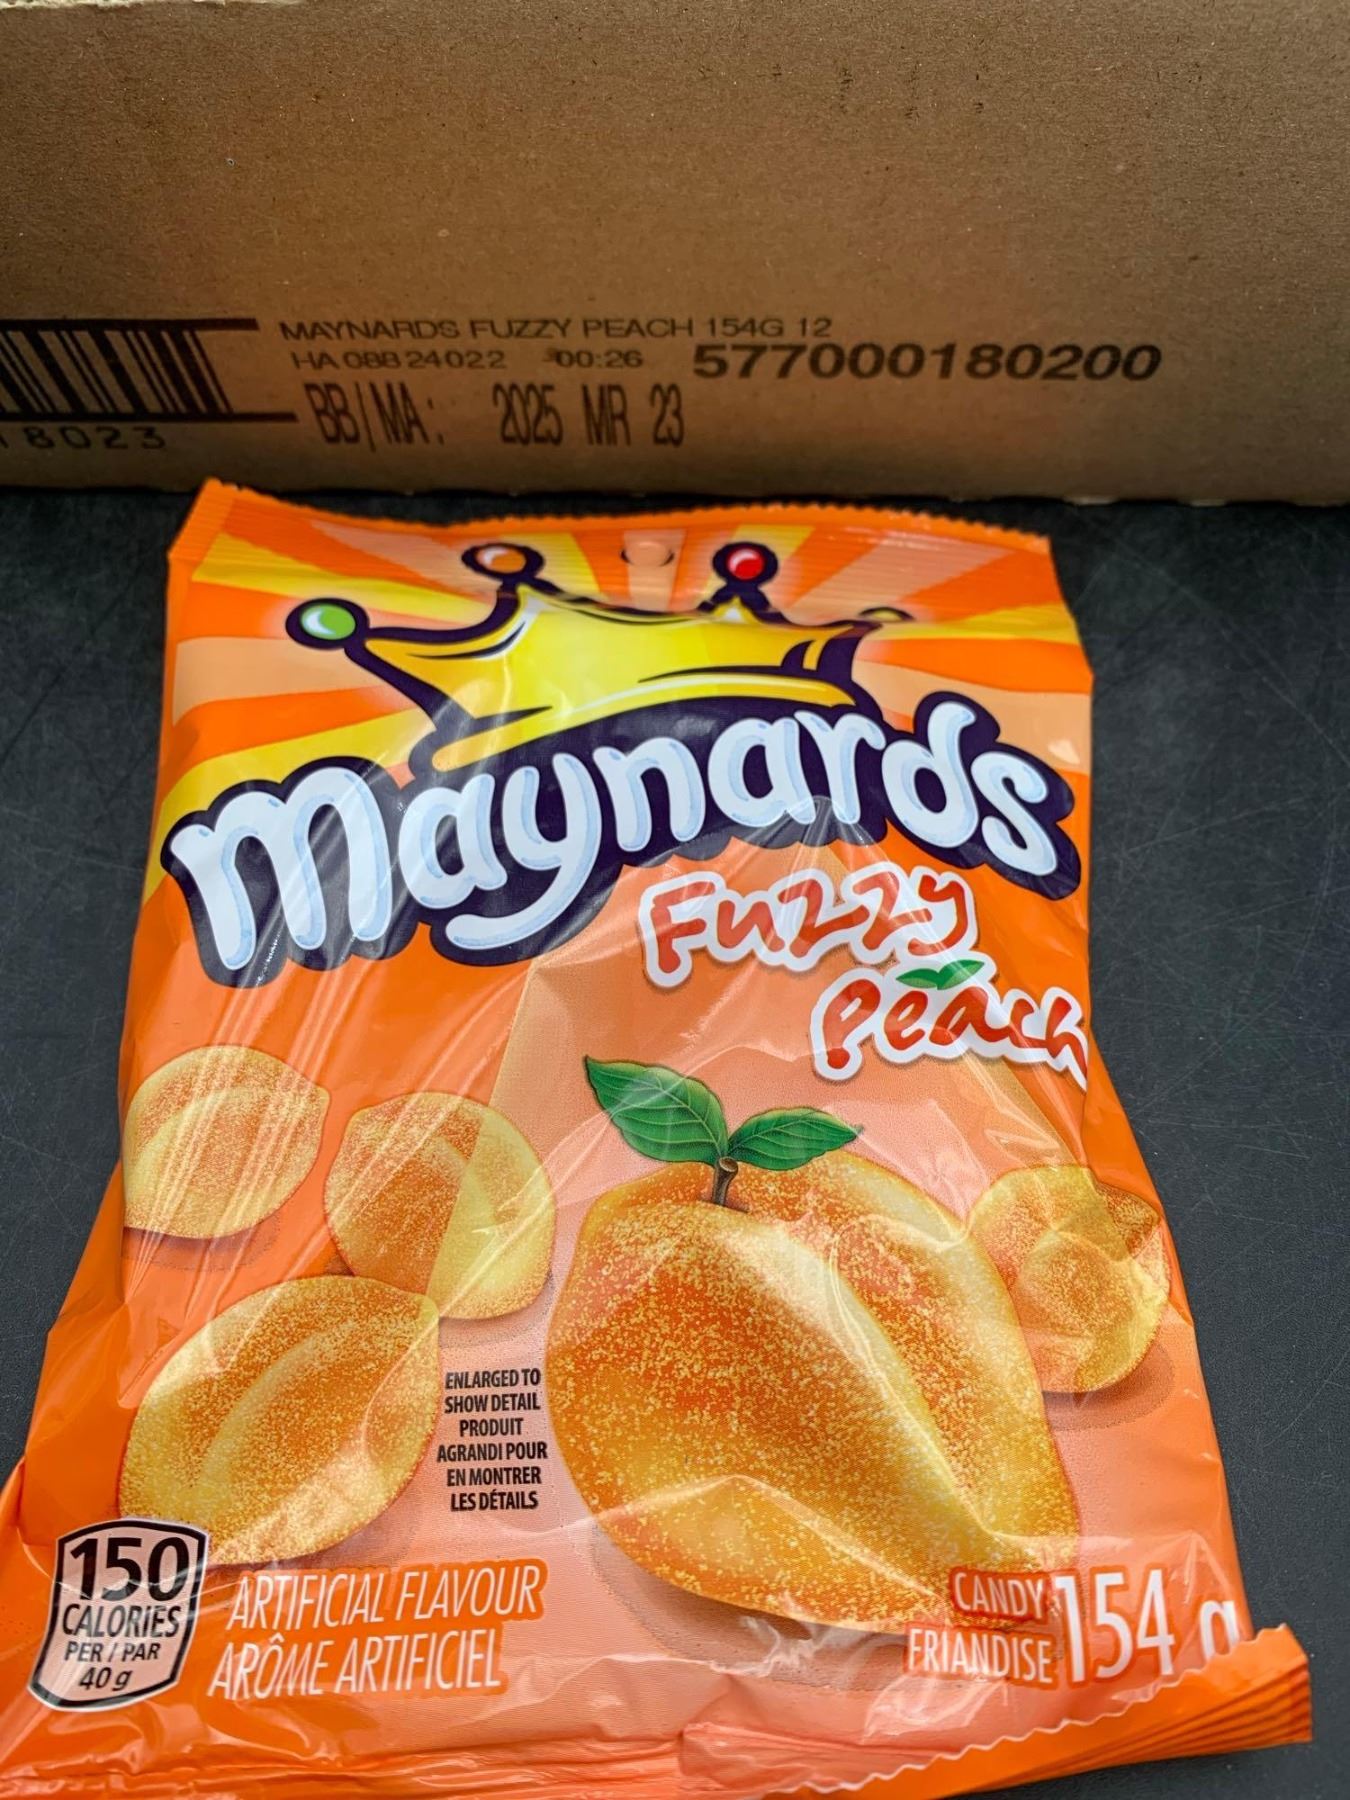 MAYNARDS FUZZY PEACH 154G 12
HA 088 24022 00:26 577000180200
BB/MA: 2025 MR 23
18023
maynards
Fuzzy
Peach
ENLARGED TO
SHOW DETAIL
PRODUIT
AGRANDI POUR
EN MONTRER
LES DÉTAILS
150
CALORIES
PER / PAR
40 g
ARTIFICIAL FLAVOUR
ARÔME ARTIFICIEL
CANDY
FRIANDISE
154 g